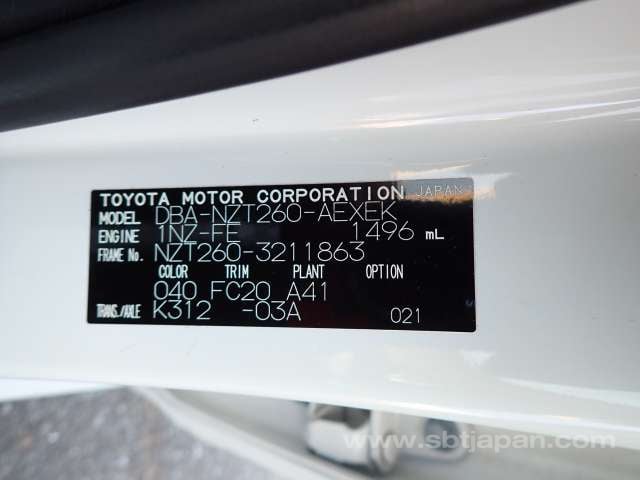 TOYOTA MOTOR CORPORATION JAPAN
MODEL DBA-NZT260-AEXEK
ENGINE 1NZ-FE 1496 mL
FRAME No. NZT260-3211863
COLOR TRIM PLANT OPTION
040 FC20 A41
TRANS./AXLE K312 -03A 021
www.sbtjapan.com